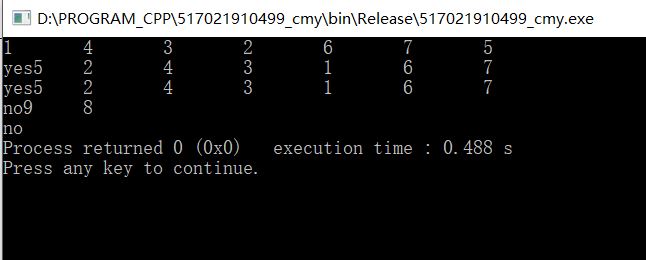 D:\PROGRAM_CPP\517021910499_cmy\bin\Release\517021910499_cmy.exe
1 4 3 2 6 7 5
yes5 2 4 3 1 6 7
yes5 2 4 3 1 6 7
no9 8
no
Process returned 0 (0x0) execution time : 0.488 s
Press any key to continue.